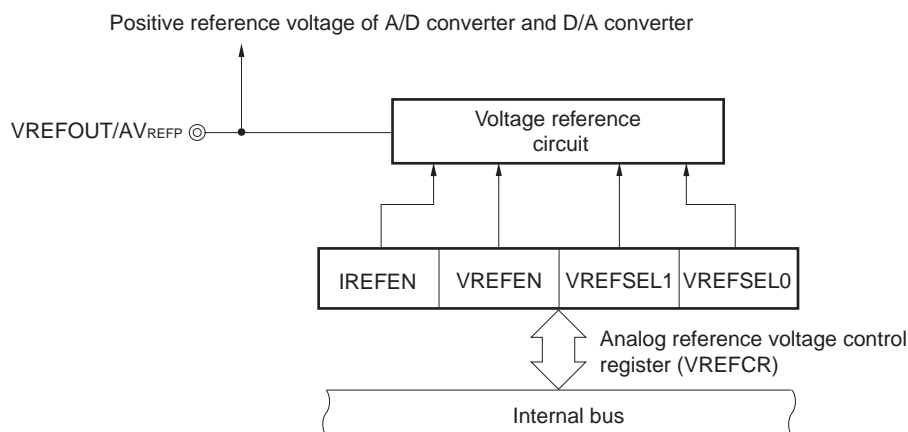 Positive reference voltage of A/D converter and D/A converter
VREFOUT/AVREFP
Voltage reference
circuit
IREFEN VREFEN VREFSEL1 VREFSEL0
Analog reference voltage control
register (VREFCR)
Internal bus